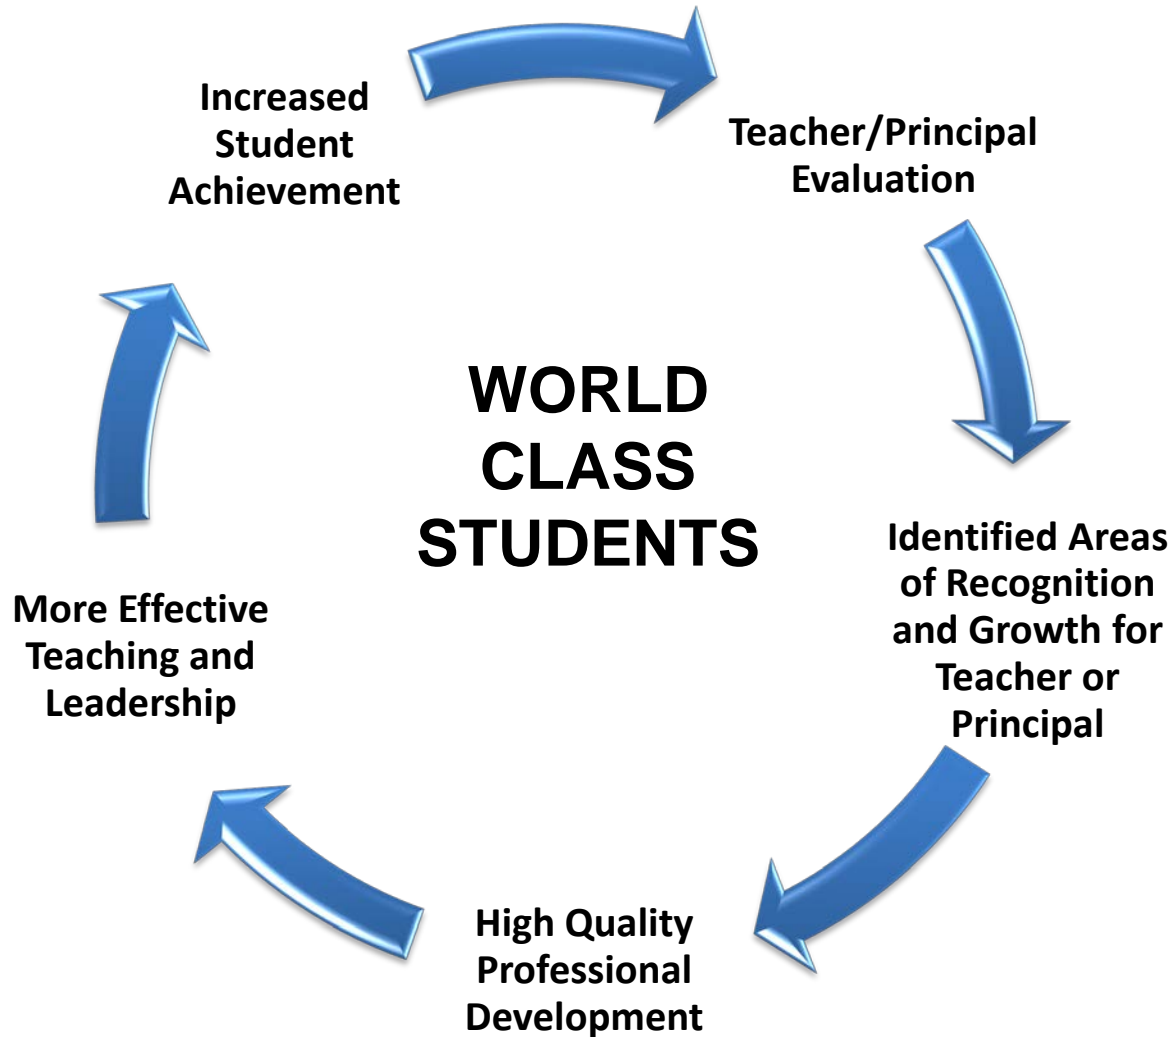 Increased
Student
Achievement
Teacher/Principal
Evaluation
WORLD
CLASS
STUDENTS
Identified Areas
of Recognition
and Growth for
Teacher or
Principal
More Effective
Teaching and
Leadership
High Quality
Professional
Development